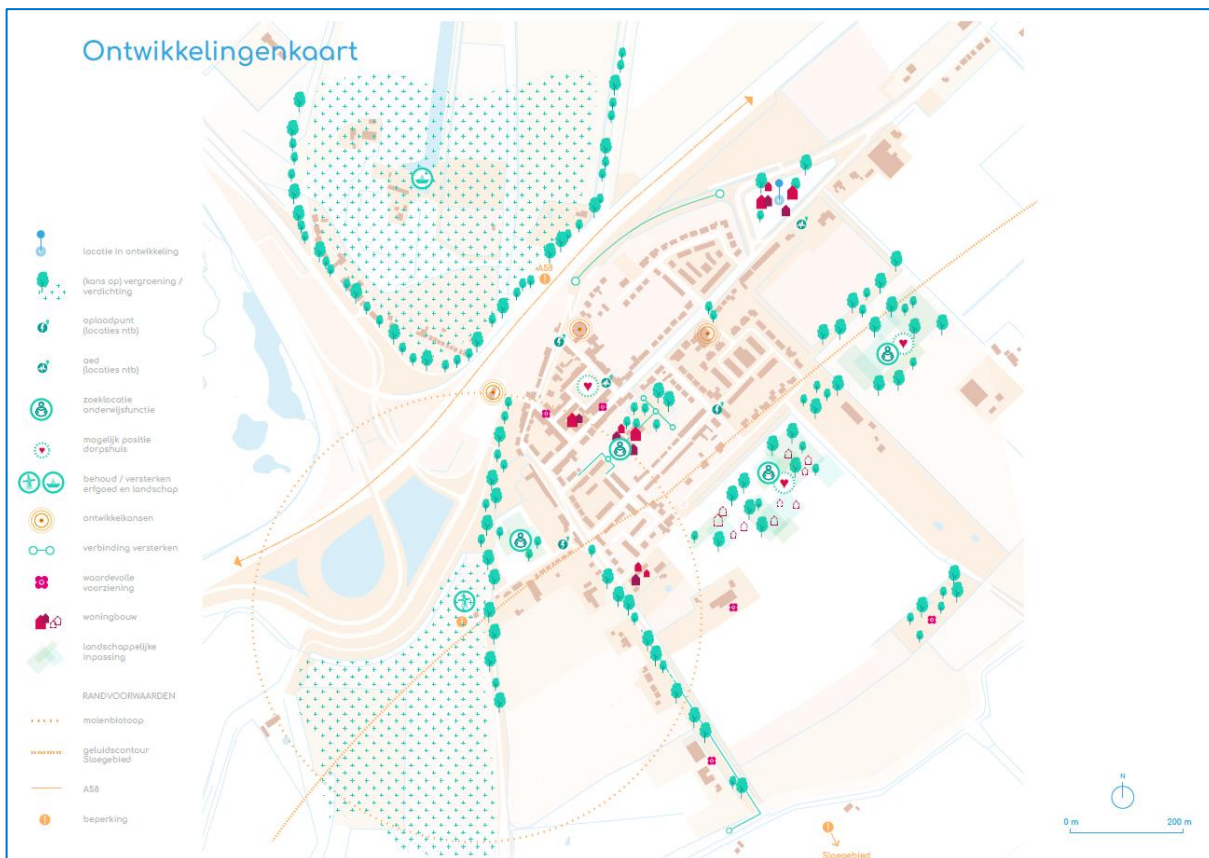 Ontwikkelingenkaart
locatie in ontwikkeling
(kans op) vergroening /
verdichting
oplaadpunt
(locaties ntb)
aed
(locaties ntb)
zoeklocatie
onderwijsfunctie
mogelijk positie
dorpshuis
behoud / versterken
erfgoed en landschap
ontwikkelkansen
verbinding versterken
waardevolle
voorziening
woningbouw
landschappelijke
inpassing
RANDVOORWAARDEN
molenbiotoop
geluidscontour
Sloegebied
A58
beperking
A58
N
0 m 200 m
Sloegebied